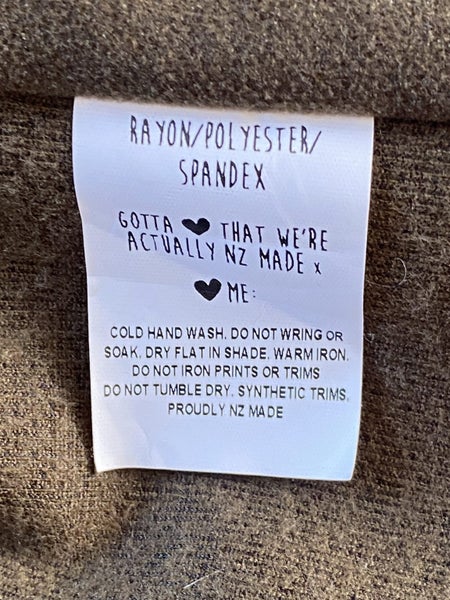 RAYON/POLYESTER/
SPANDEX
GOTTA ♥ THAT WE'RE
ACTUALLY NZ MADE x
♥ ME:
COLD HAND WASH. DO NOT WRING OR
SOAK. DRY FLAT IN SHADE. WARM IRON.
DO NOT IRON PRINTS OR TRIMS
DO NOT TUMBLE DRY. SYNTHETIC TRIMS.
PROUDLY NZ MADE